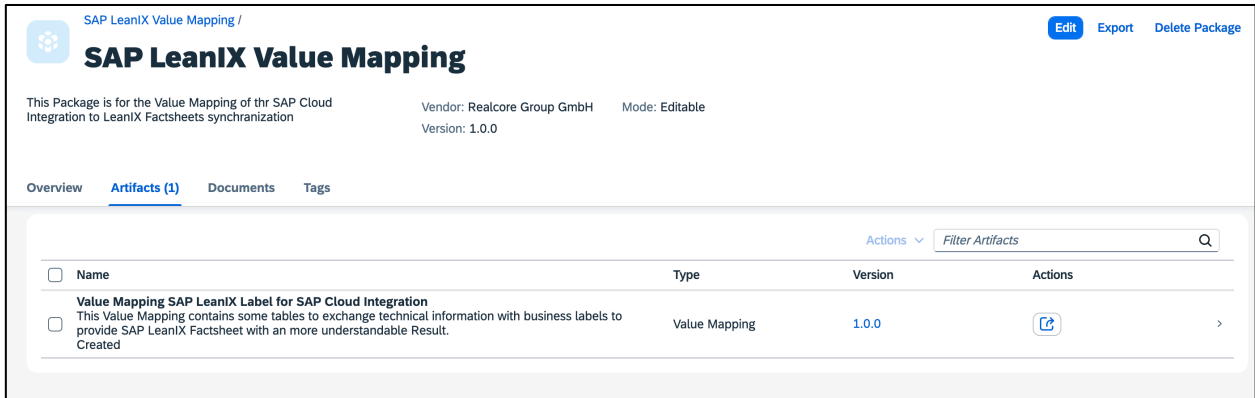 SAP LeanIX Value Mapping /
SAP LeanIX Value Mapping
Edit
Export
Delete Package
This Package is for the Value Mapping of thr SAP Cloud
Integration to LeanIX Factsheets synchranization
Vendor: Realcore Group GmbH
Mode: Editable
Version: 1.0.0
Overview
Artifacts (1)
Documents
Tags
Actions
Filter Artifacts
Name
Type
Version
Actions
Value Mapping SAP LeanIX Label for SAP Cloud Integration
This Value Mapping contains some tables to exchange technical information with business labels to
provide SAP LeanIX Factsheet with an more understandable Result.
Created
Value Mapping
1.0.0